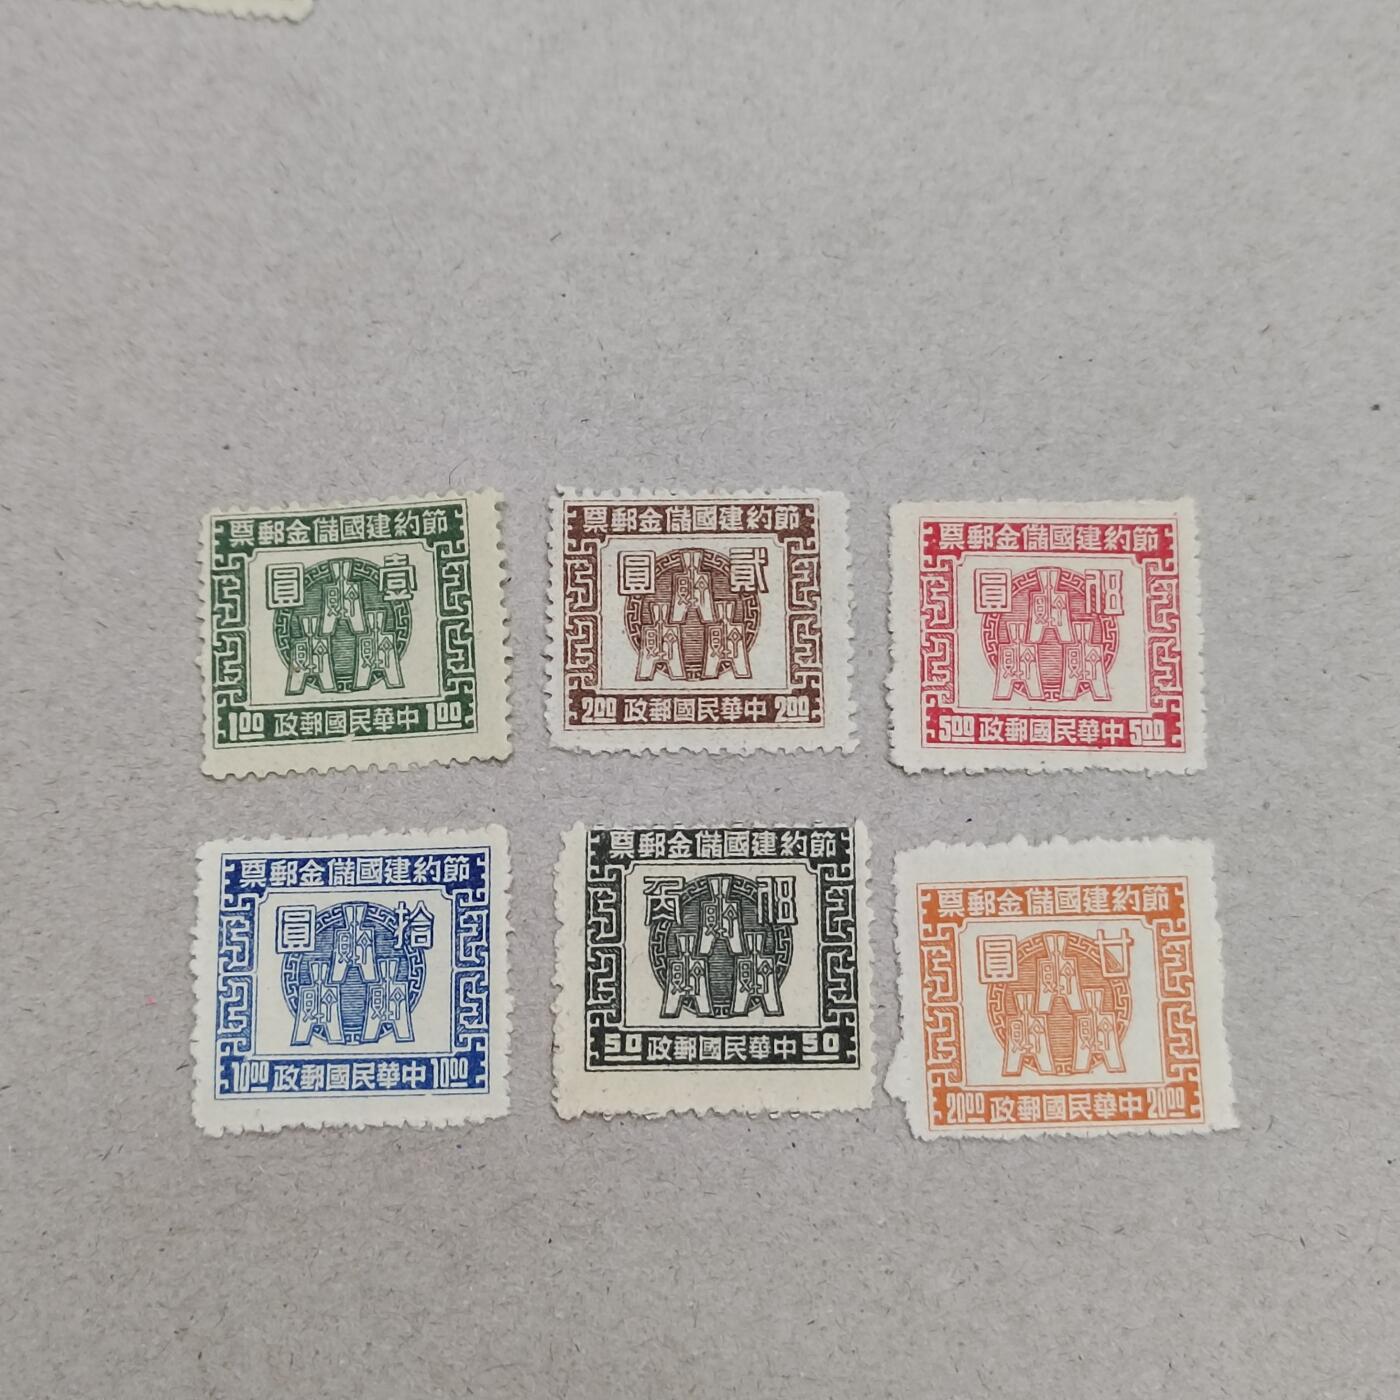 節約建國儲金郵票
壹圓
1.00 中華民國郵政 1.00
節約建國儲金郵票
貳圓
2.00 中華民國郵政 2.00
節約建國儲金郵票
伍圓
5.00 中華民國郵政 5.00
節約建國儲金郵票
拾圓
10.00 中華民國郵政 10.00
節約建國儲金郵票
伍角
50 中華民國郵政 50
節約建國儲金郵票
廿圓
20.00 中華民國郵政 20.00